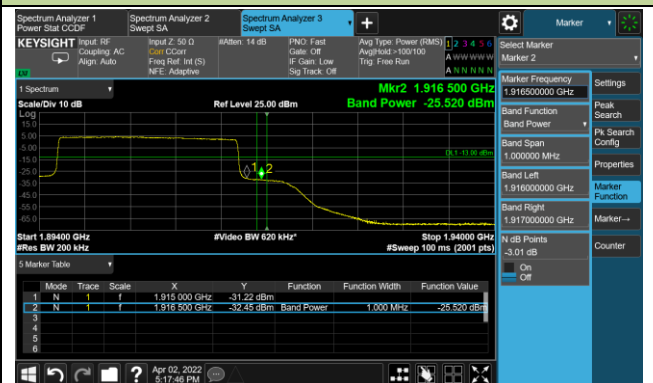 Spectrum Analyzer 1
Power Stat CCDF
Spectrum Analyzer 2
Swept SA
Spectrum Analyzer 3
Swept SA
Marker
KEYSIGHT
Input: RF
Coupling: AC
Align: Auto
Input Z: 50 Ω
Corr CCorr
Freq Ref: Int (S)
NFE: Adaptive
#Atten: 14 dB
PNO: Fast
Gate: Off
IF Gain: Low
Sig Track: Off
Avg Type: Power (RMS)
Avg|Hold:>100/100
Trig: Free Run
1 2 3 4 5 6
A W W W W W
A N N N N N
LXI
Select Marker
Marker 2
1 Spectrum
Mkr2 1.916 500 GHz
Scale/Div 10 dB
Ref Level 25.00 dBm
Band Power -25.520 dBm
Log
15.0
5.00
-5.00
-15.0
-25.0
-35.0
-45.0
-55.0
-65.0
DL1 -13.00 dBm
1 2
Start 1.89400 GHz
#Video BW 620 kHz*
Stop 1.94000 GHz
#Res BW 200 kHz
#Sweep 100 ms (2001 pts)
5 Marker Table
Mode Trace Scale X Y Function Function Width Function Value
1 N 1 f 1.915 000 GHz -31.22 dBm
2 N 1 f 1.916 500 GHz -32.45 dBm Band Power 1.000 MHz -25.520 dBm
3
4
5
6
Marker Frequency
1.916500000 GHz
Band Function
Band Power
Band Span
1.000000 MHz
Band Left
1.916000000 GHz
Band Right
1.917000000 GHz
N dB Points
-3.01 dB
On
Off
Settings
Peak
Search
Pk Search
Config
Properties
Marker
Function
Marker→
Counter
?
Apr 02, 2022
5:17:46 PM